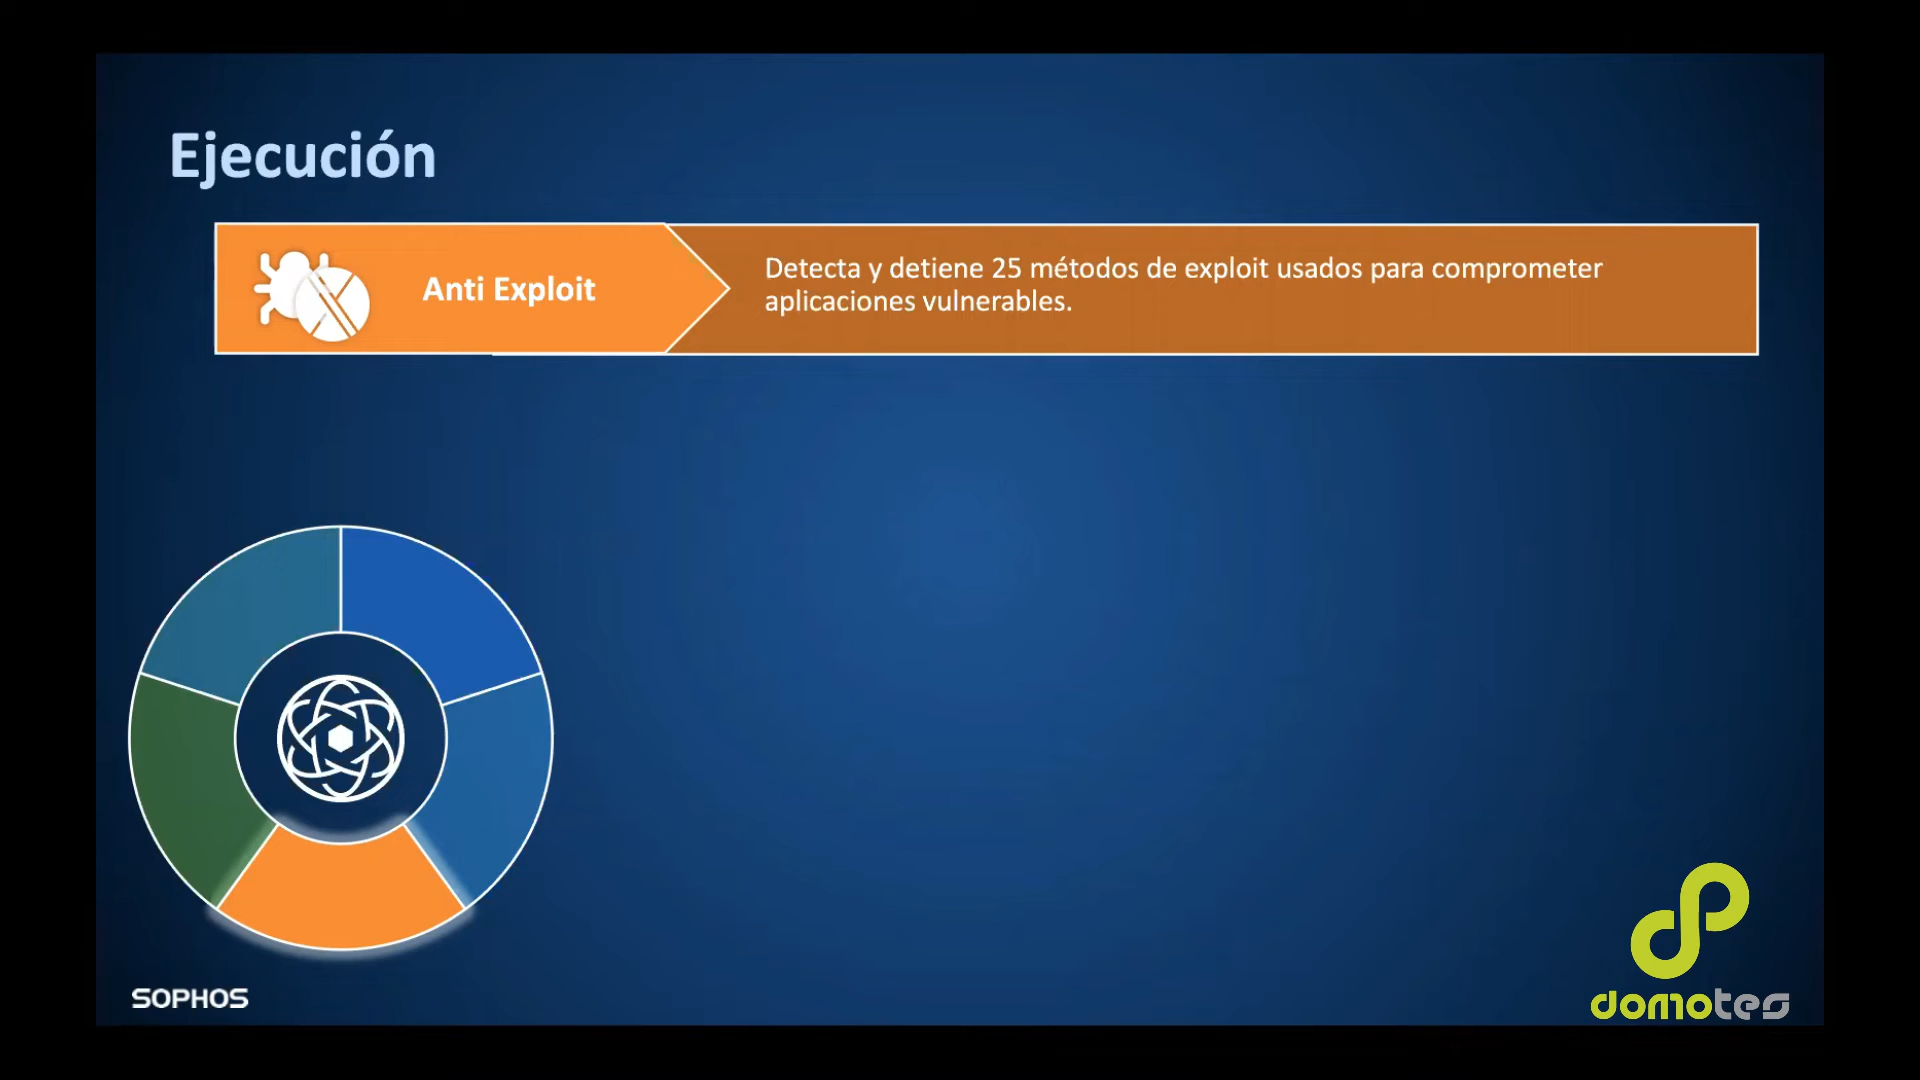 Ejecución
Anti Exploit
Detecta y detiene 25 métodos de exploit usados para comprometer
aplicaciones vulnerables.
SOPHOS
domotes